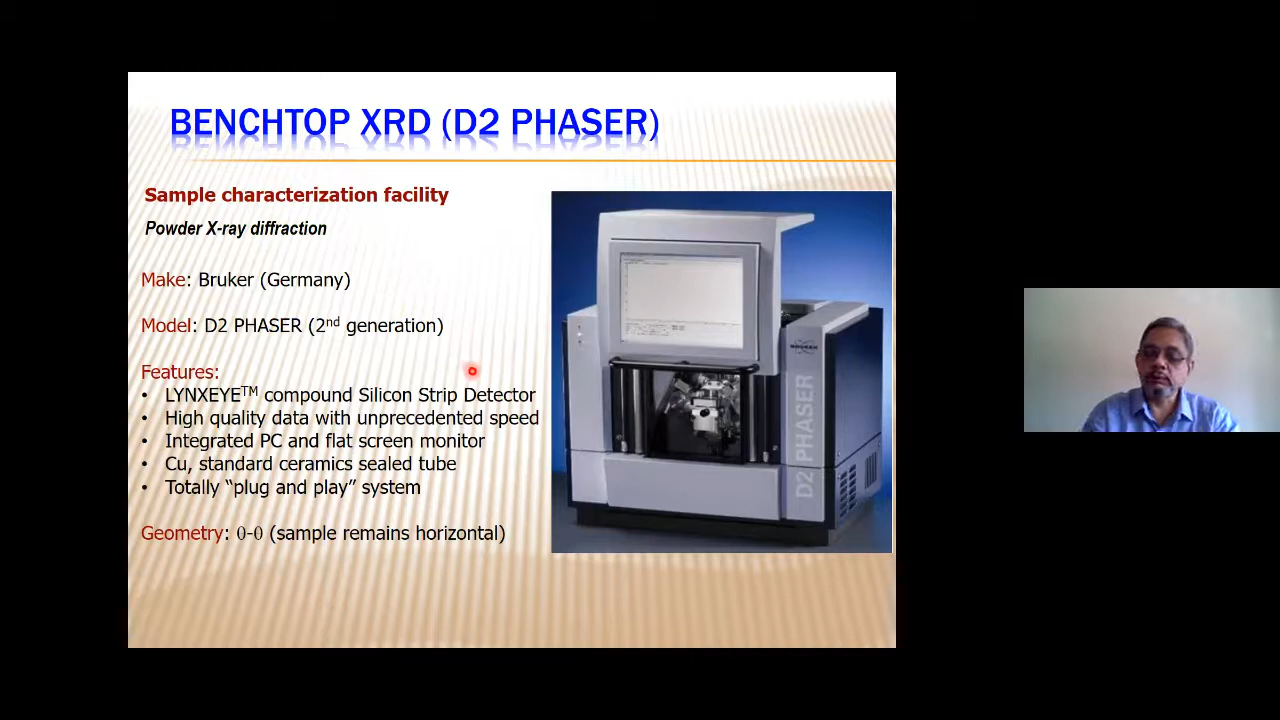 BENCHTOP XRD (D2 PHASER)
Sample characterization facility
Powder X-ray diffraction
Make: Bruker (Germany)
Model: D2 PHASER (2nd generation)
Features:
• LYNXEYETM compound Silicon Strip Detector
• High quality data with unprecedented speed
• Integrated PC and flat screen monitor
• Cu, standard ceramics sealed tube
• Totally “plug and play” system
Geometry: θ-θ (sample remains horizontal)
BRUKER
D2 PHASER